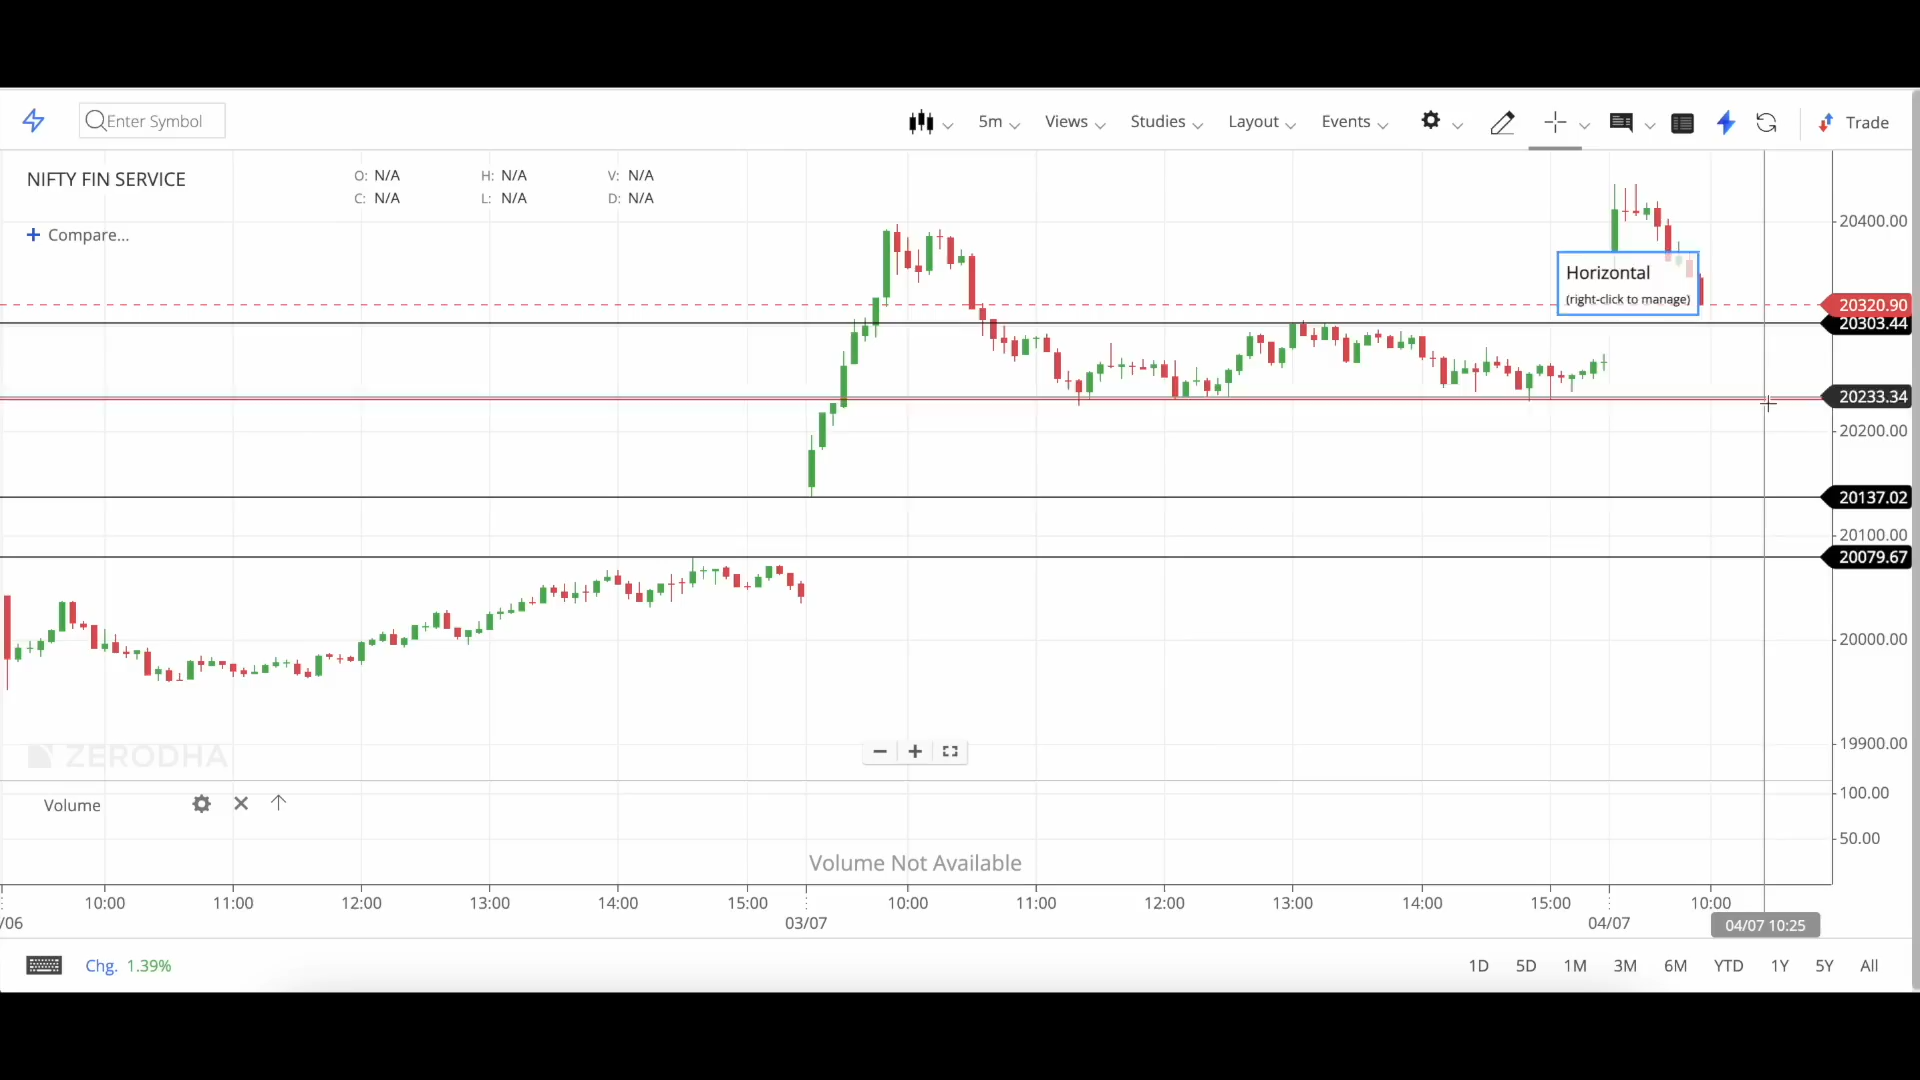 Enter Symbol
5m
Views
Studies
Layout
Events
Trade
NIFTY FIN SERVICE
O: N/A
H: N/A
V: N/A
C: N/A
L: N/A
D: N/A
+ Compare...
20400.00
Horizontal
(right-click to manage)
20320.90
20303.44
20233.34
20200.00
20137.02
20100.00
20079.67
20000.00
19900.00
ZERODHA
Volume
100.00
50.00
Volume Not Available
10:00 11:00 12:00 13:00 14:00 15:00 10:00 11:00 12:00 13:00 14:00 15:00 10:00
/06 03/07 04/07
04/07 10:25
Chg. 1.39%
1D 5D 1M 3M 6M YTD 1Y 5Y All